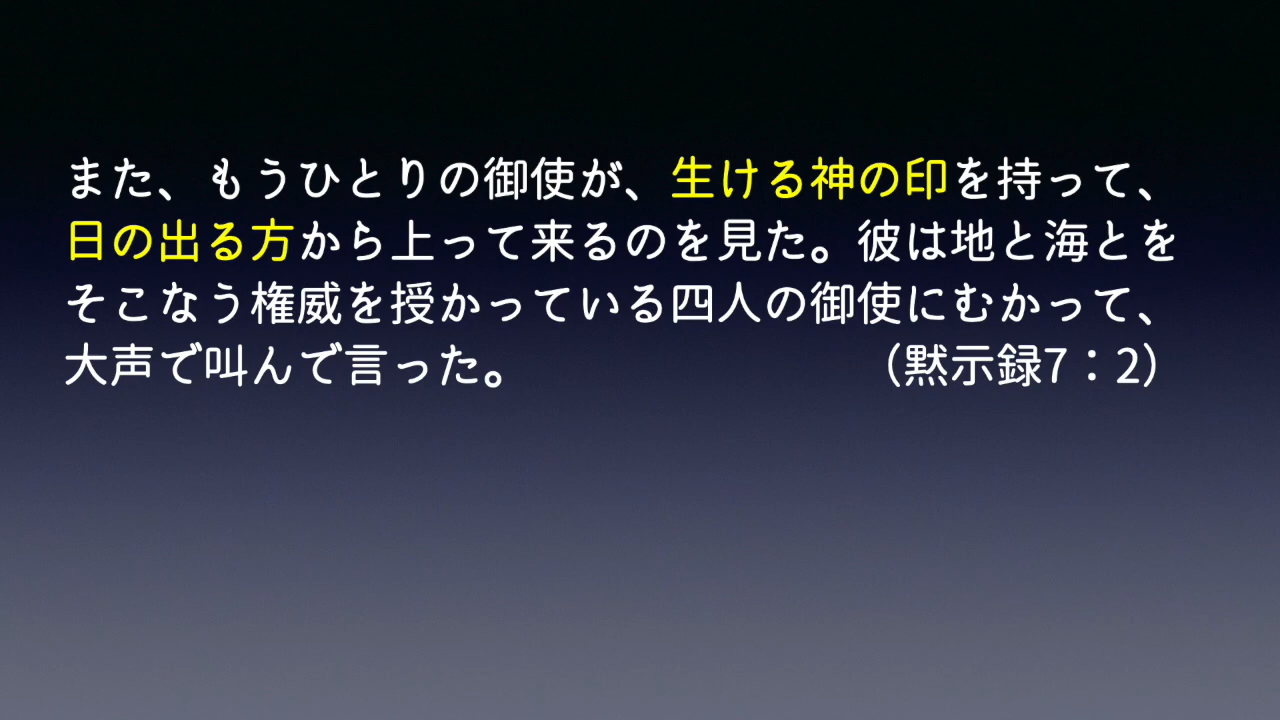 また、もうひとりの御使が、生ける神の印を持って、
日の出る方から上って来るのを見た。彼は地と海とを
そこなう権威を授かっている四人の御使にむかって、
大声で叫んで言った。 （黙示録7：2）